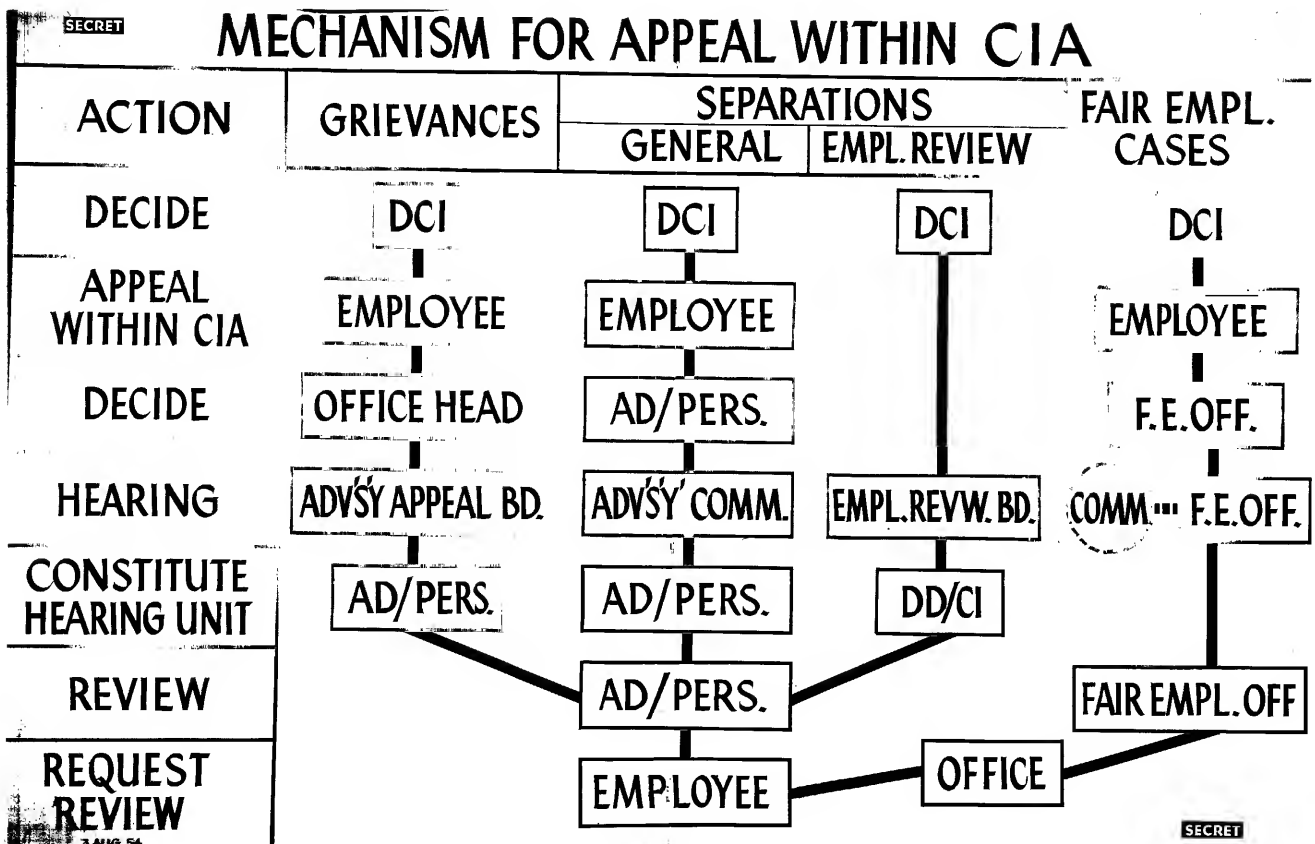 SECRET
MECHANISM FOR APPEAL WITHIN CIA
ACTION
GRIEVANCES
SEPARATIONS
GENERAL
EMPL. REVIEW
FAIR EMPL.
CASES
DECIDE
DCI
DCI
DCI
DCI
APPEAL
WITHIN CIA
EMPLOYEE
EMPLOYEE
EMPLOYEE
DECIDE
OFFICE HEAD
AD/PERS.
F.E.OFF.
HEARING
ADV'S'Y APPEAL BD.
ADV'S'Y' COMM.
EMPL.REVW. BD.
COMM... F.E.OFF.
CONSTITUTE
HEARING UNIT
AD/PERS.
AD/PERS.
DD/CI
REVIEW
AD/PERS.
FAIR EMPL. OFF
REQUEST
REVIEW
EMPLOYEE
OFFICE
3 AUG 54
SECRET